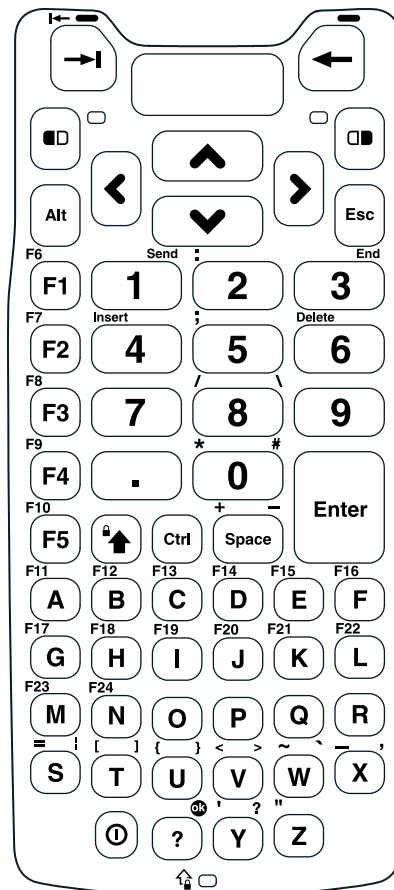 Alt Esc
F6 Send : End
F1 1 2 3
F7 Insert ; Delete
F2 4 5 6
F8 / \
F3 7 8 9
F9 * #
F4 . 0 Enter
F10 + –
F5 Ctrl Space
F11 F12 F13 F14 F15 F16
A B C D E F
F17 F18 F19 F20 F21 F22
G H I J K L
F23 F24
M N O P Q R
= ¦ [ ] { } < > ~ ` _ ,
S T U V W X
ok ' ? "
? Y Z